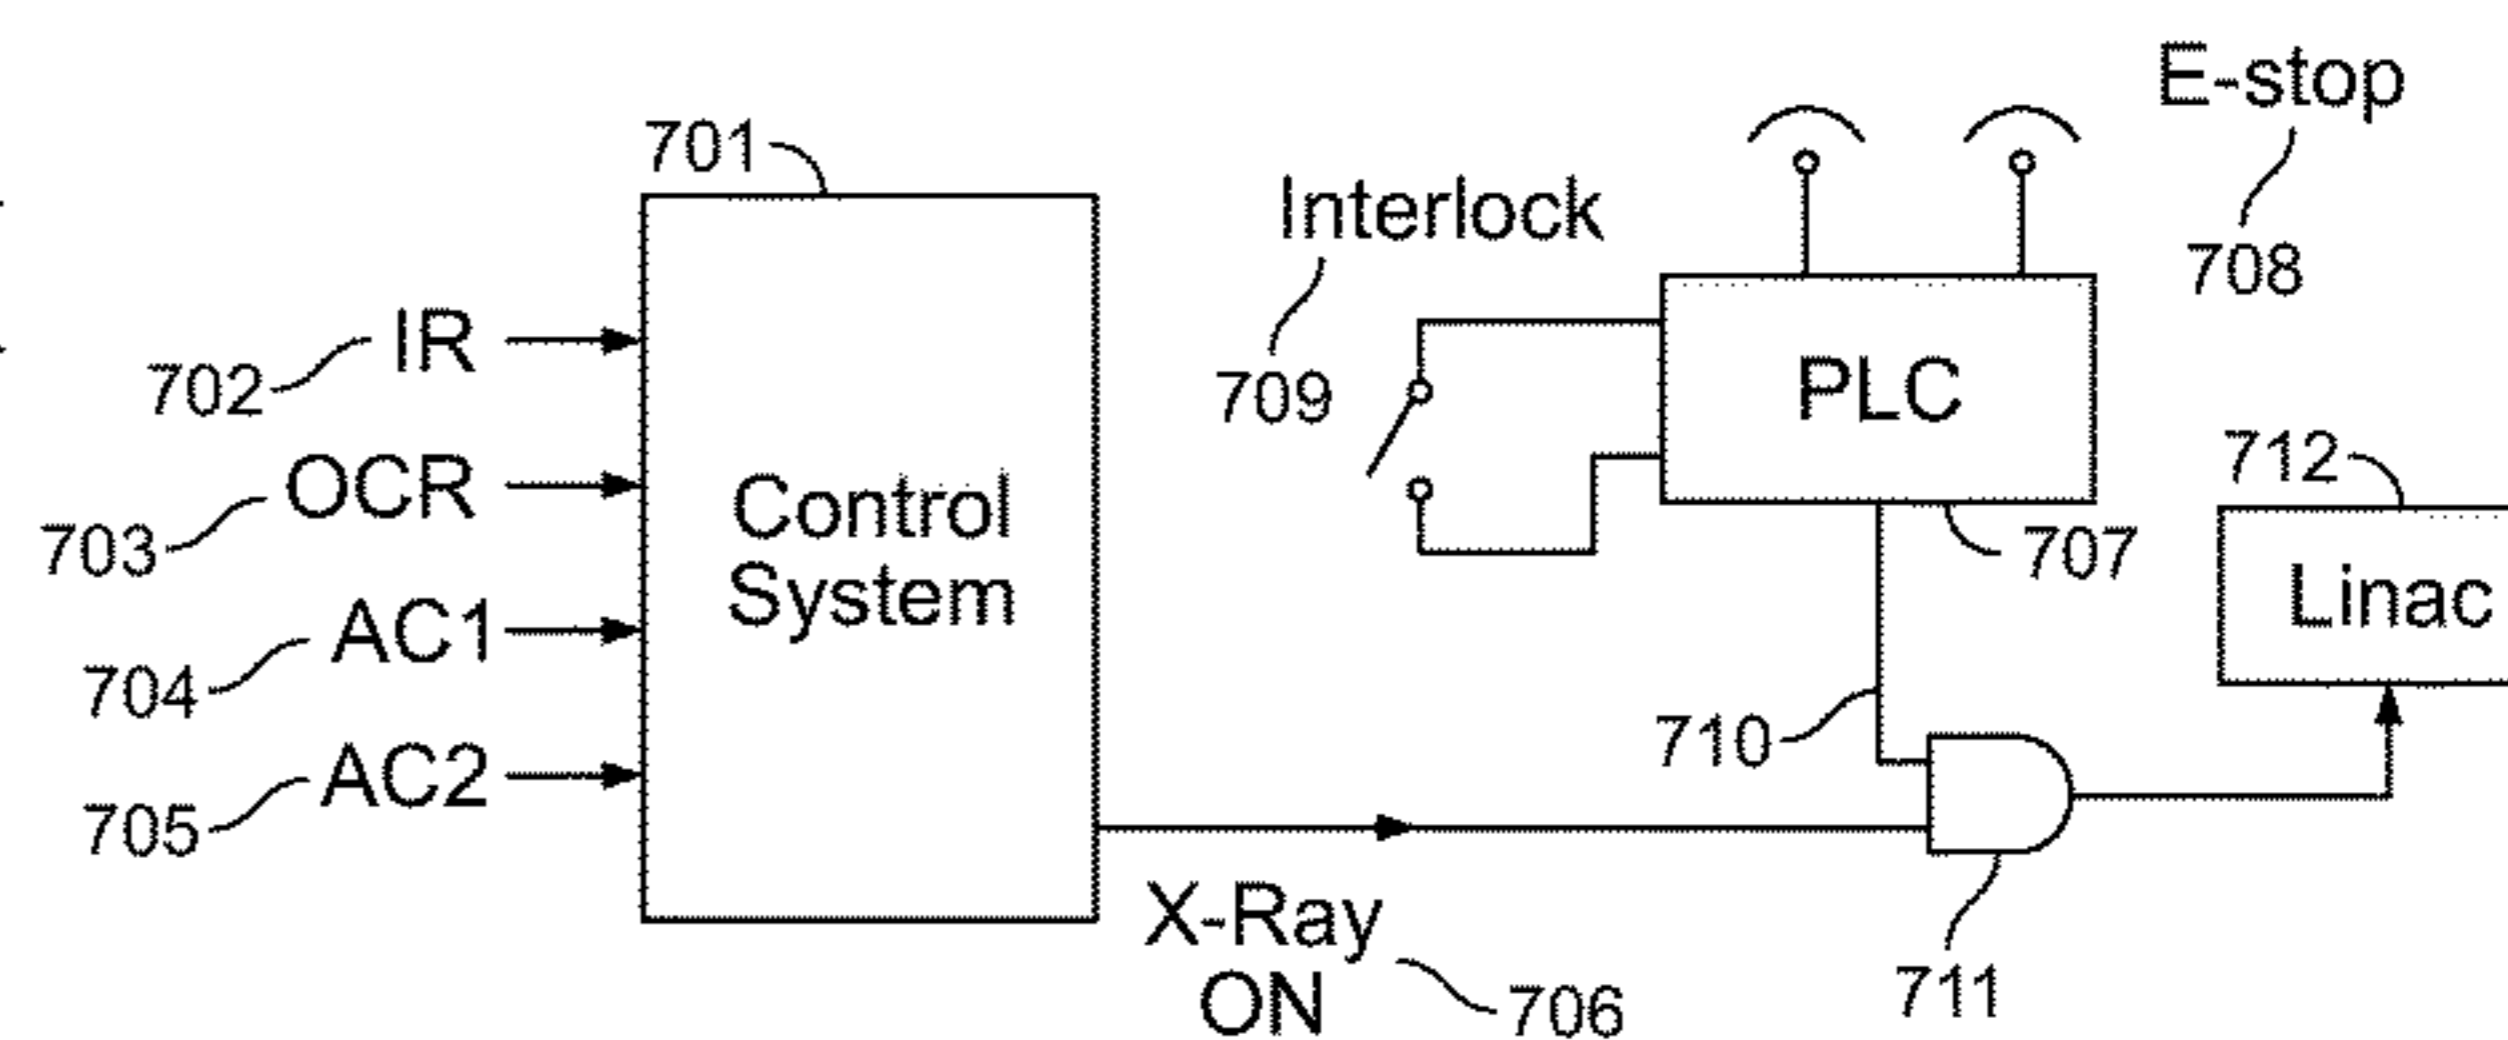 E-stop
708
701
Interlock
709
IR
702
PLC
OCR
703
Control
System
707
712
Linac
AC1
704
710
AC2
705
X-Ray
ON
706
711